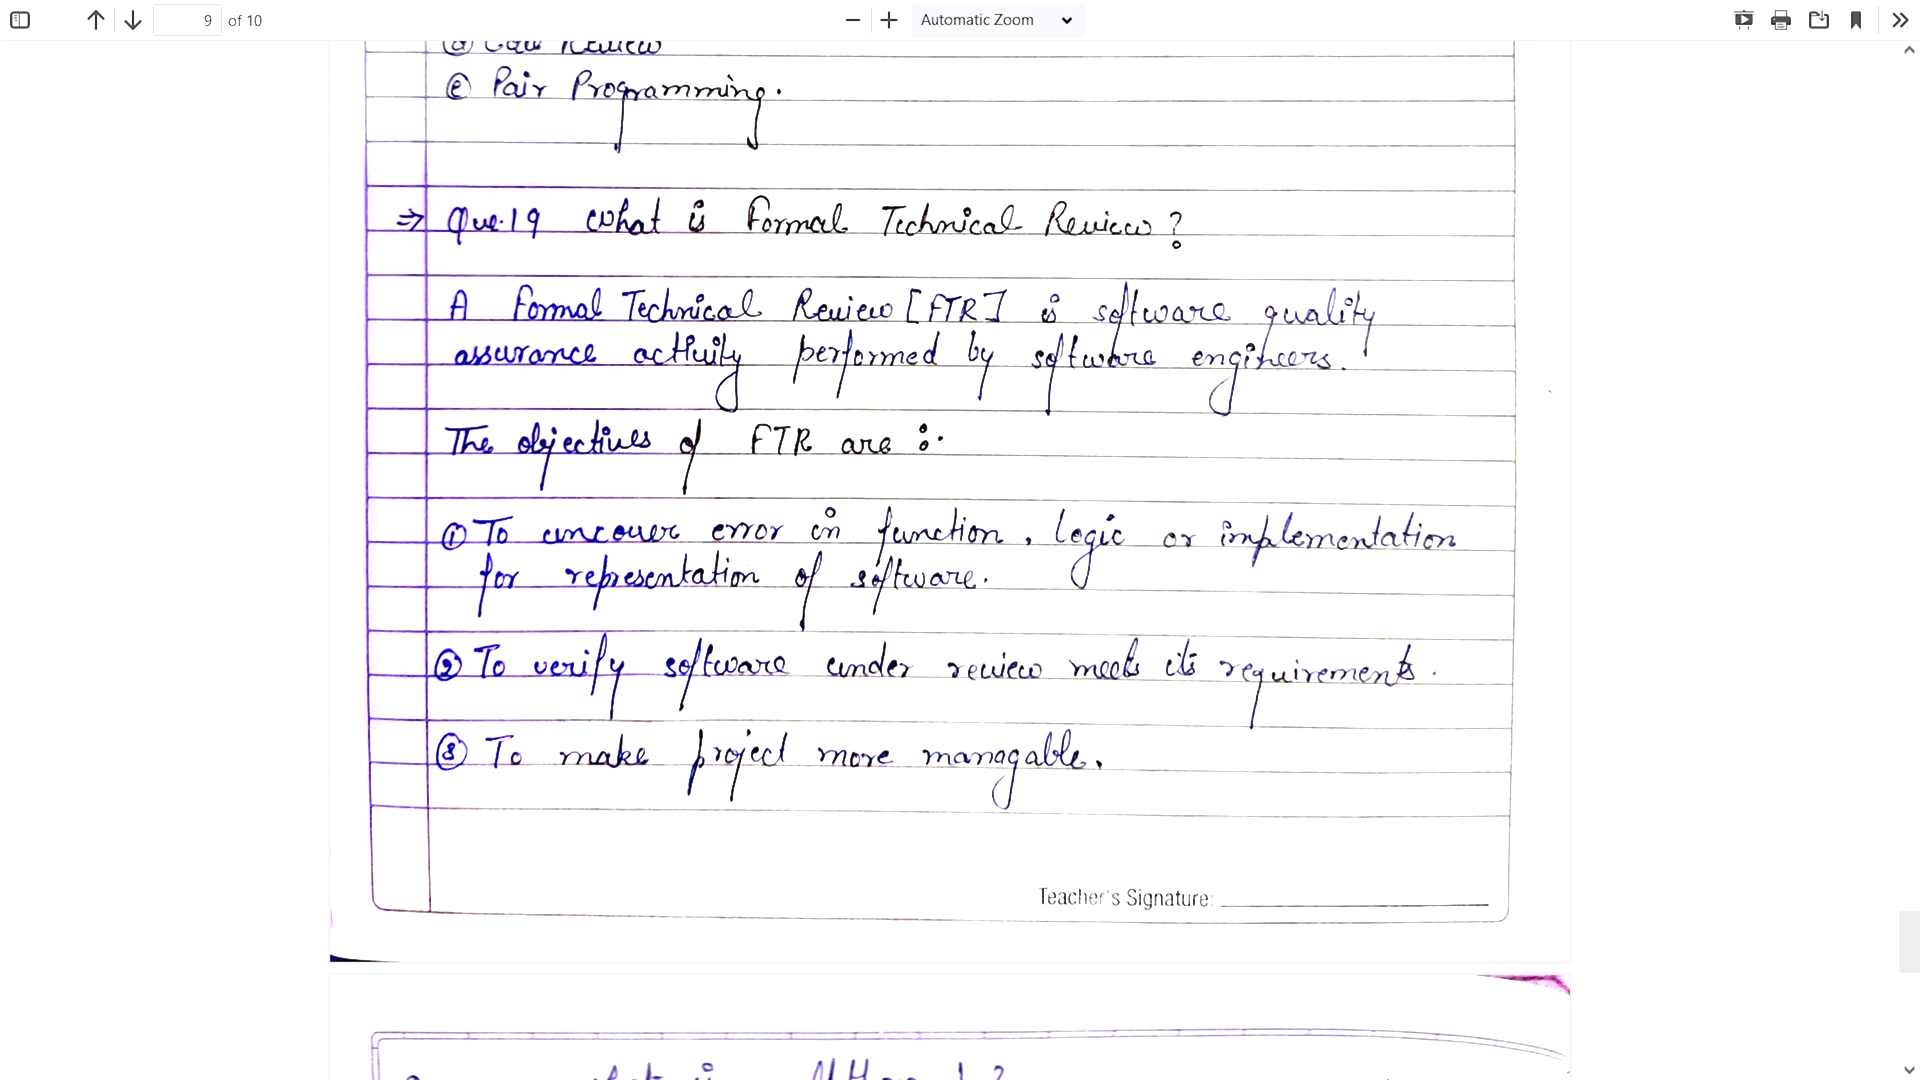 9 of 10
Automatic Zoom
ⓔ Pair Programming.
⇒ Que.19 What is Formal Technical Review?
A Formal Technical Review [FTR] is software quality
assurance activity performed by software engineers.
The objectives of FTR are :-
① To uncover error in function, logic or implementation
for representation of software.
② To verify software under review meets its requirements.
③ To make project more managable.
Teacher's Signature: